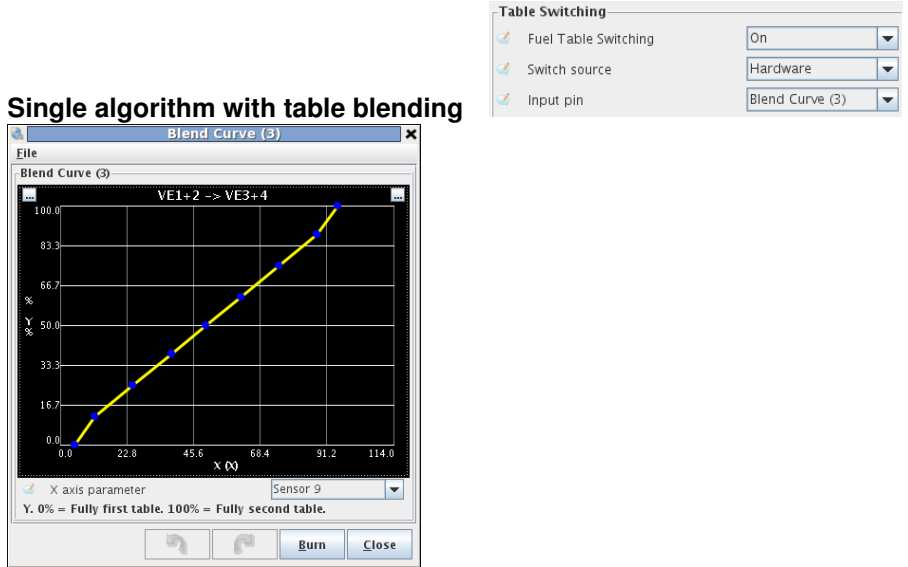 Table Switching
Fuel Table Switching On
Switch source Hardware
Input pin Blend Curve (3)
Single algorithm with table blending
Blend Curve (3)
File
Blend Curve (3)
... VE1+2 -> VE3+4 ...
100.0
83.3
66.7
%
Y
%
50.0
33.3
16.7
0.0
0.0 22.8 45.6 68.4 91.2 114.0
X (X)
X axis parameter Sensor 9
Y. 0% = Fully first table. 100% = Fully second table.
Burn Close